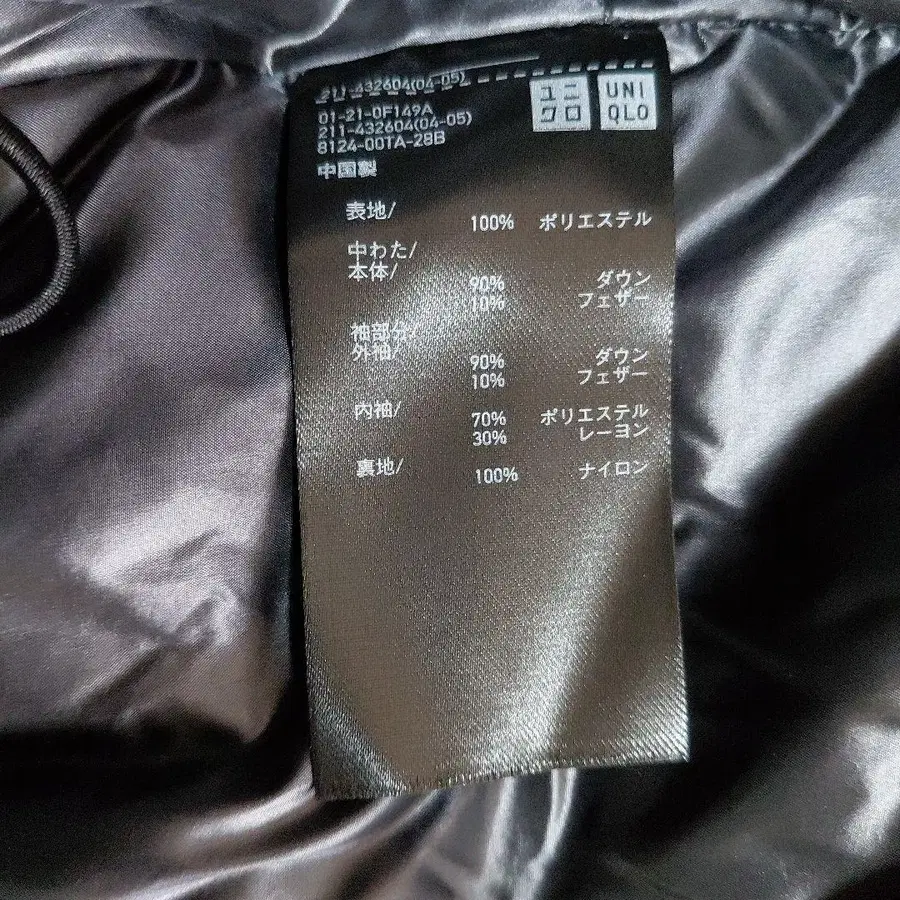 211-432604(04-05)
ユニ
クロ
UNI
QLO
01-21-0F149A
211-432604(04-05)
8124-00TA-28B
中国製
表地/ 100% ポリエステル
中わた/
本体/ 90% ダウン
10% フェザー
袖部分/
外袖/ 90% ダウン
10% フェザー
内袖/ 70% ポリエステル
30% レーヨン
裏地/ 100% ナイロン